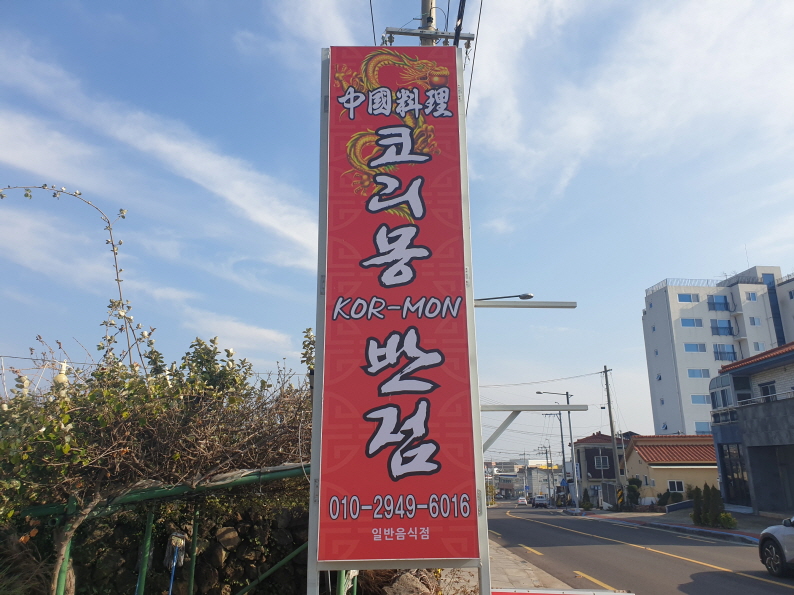 中國料理
코리몽
KOR-MON
반점
010-2949-6016
일반음식점